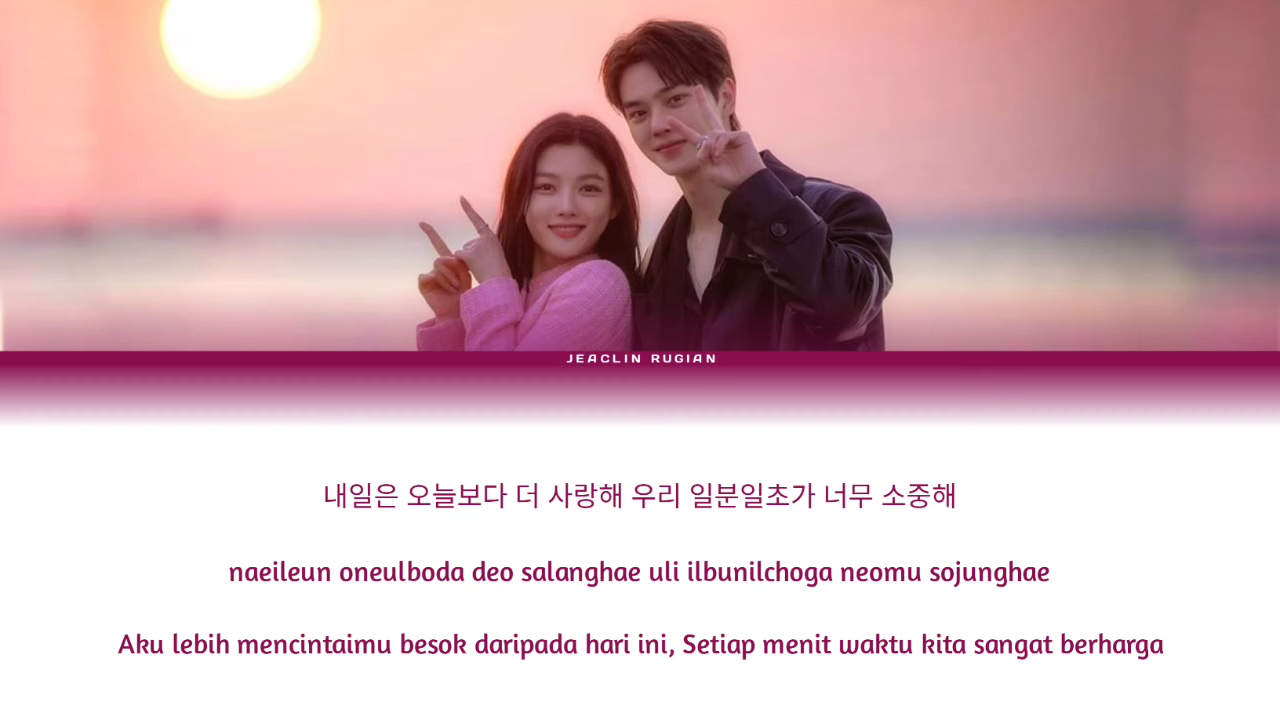 JEACLIN RUGIAN
내일은 오늘보다 더 사랑해 우리 일분일초가 너무 소중해
naeileun oneulboda deo salanghae uli ilbunilchoga neomu sojunghae
Aku lebih mencintaimu besok daripada hari ini, Setiap menit waktu kita sangat berharga